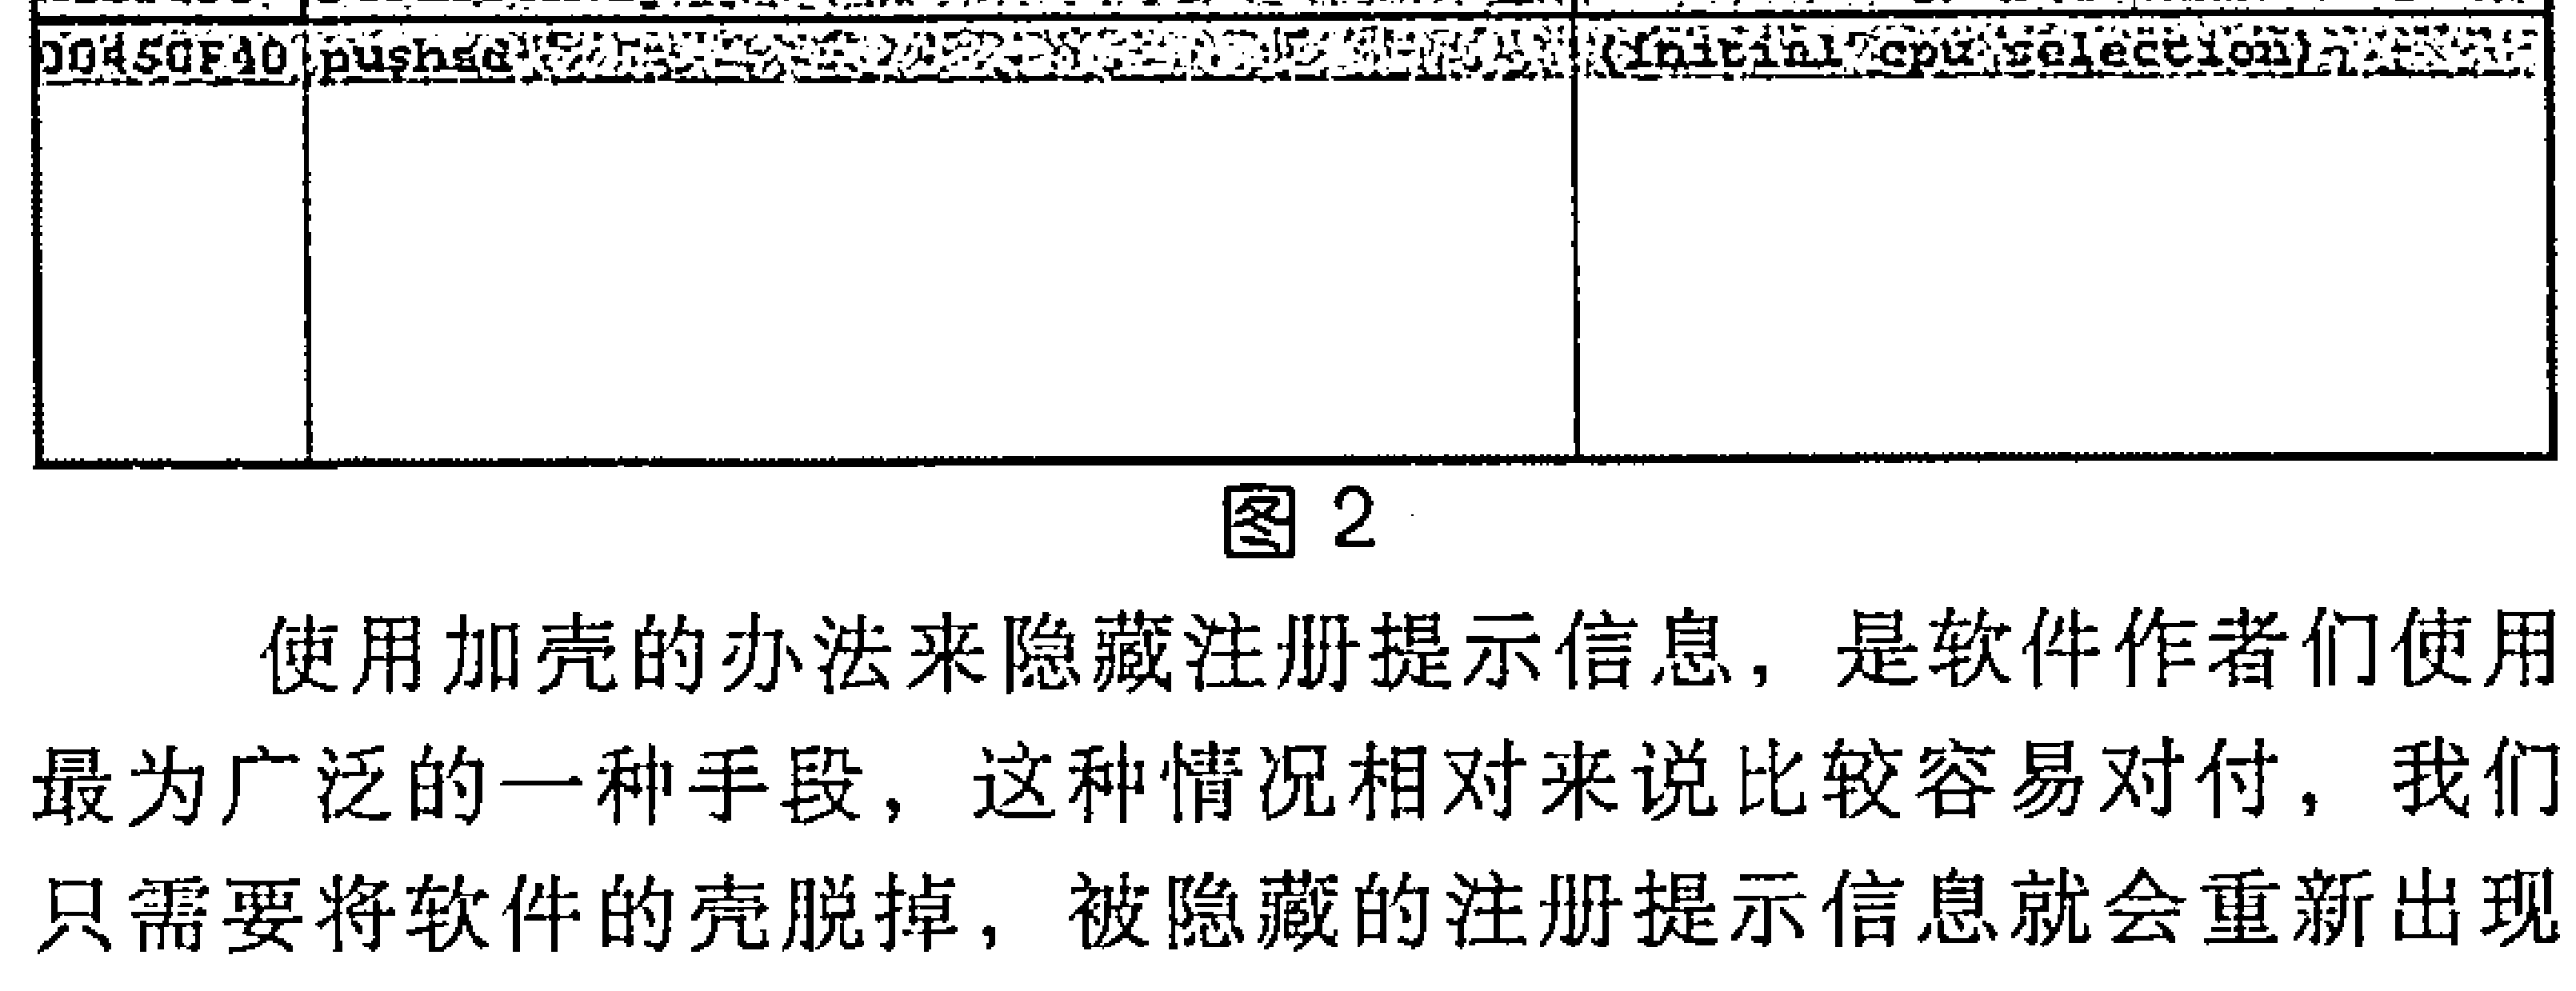 pushad (Initial cpu selection)
图 2
使用加壳的办法来隐藏注册提示信息，是软件作者们使用
最为广泛的一种手段，这种情况相对来说比较容易对付，我们
只需要将软件的壳脱掉，被隐藏的注册提示信息就会重新出现